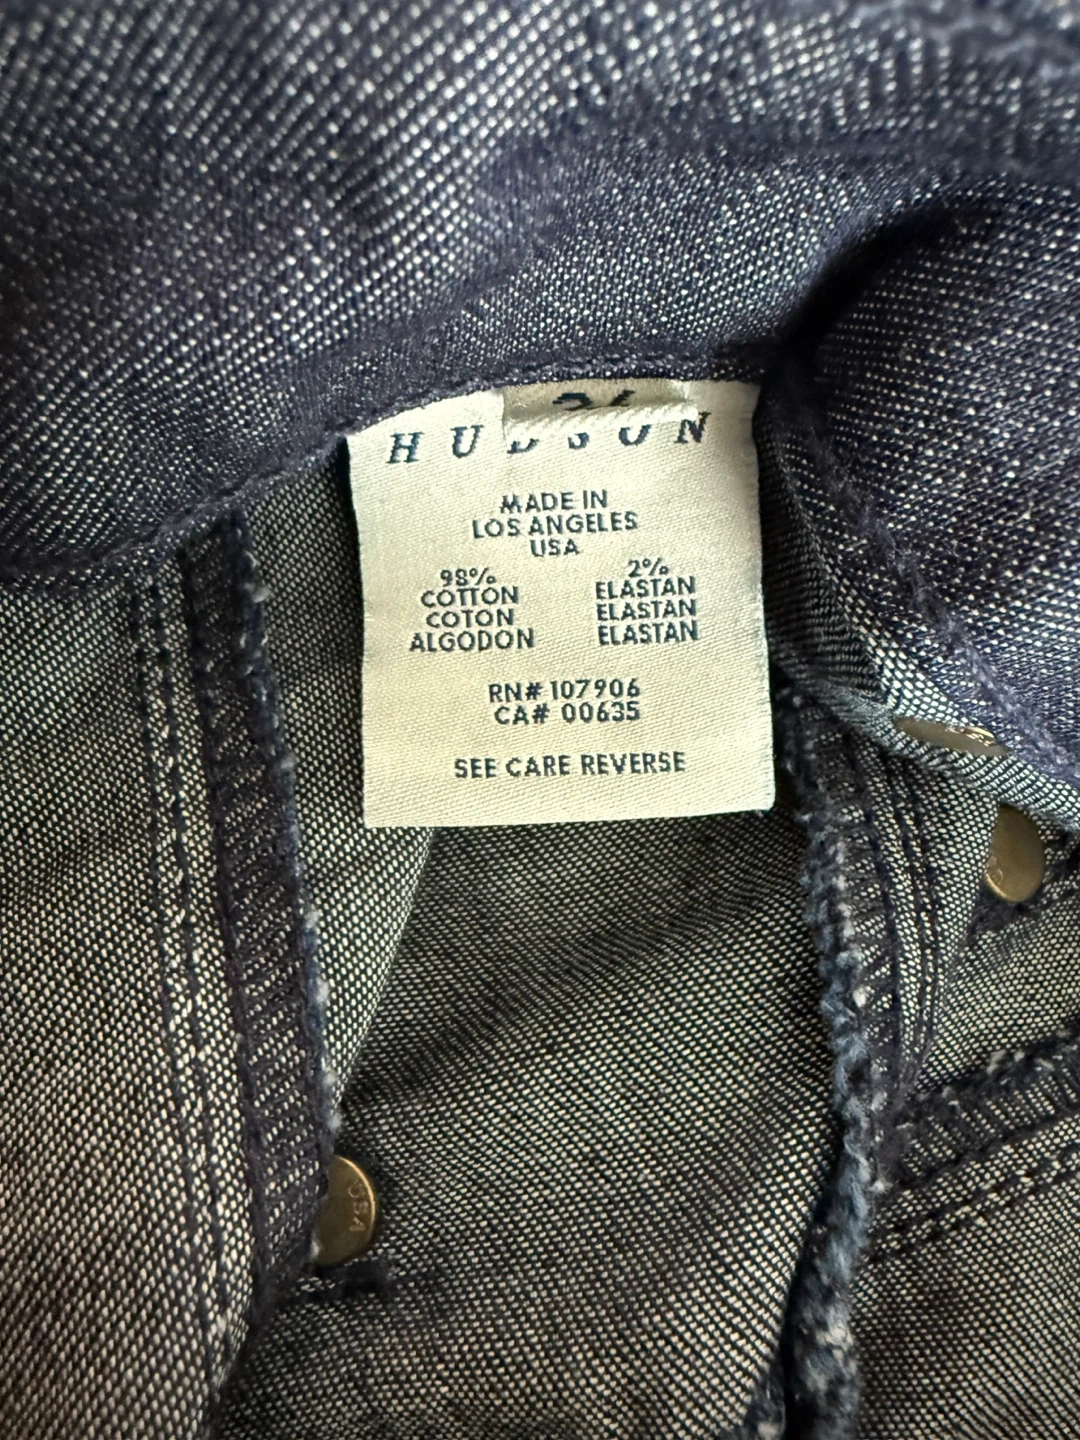 HUDSON
MADE IN
LOS ANGELES
USA
98% 2%
COTTON ELASTAN
COTON ELASTAN
ALGODON ELASTAN
RN# 107906
CA# 00635
SEE CARE REVERSE
USA